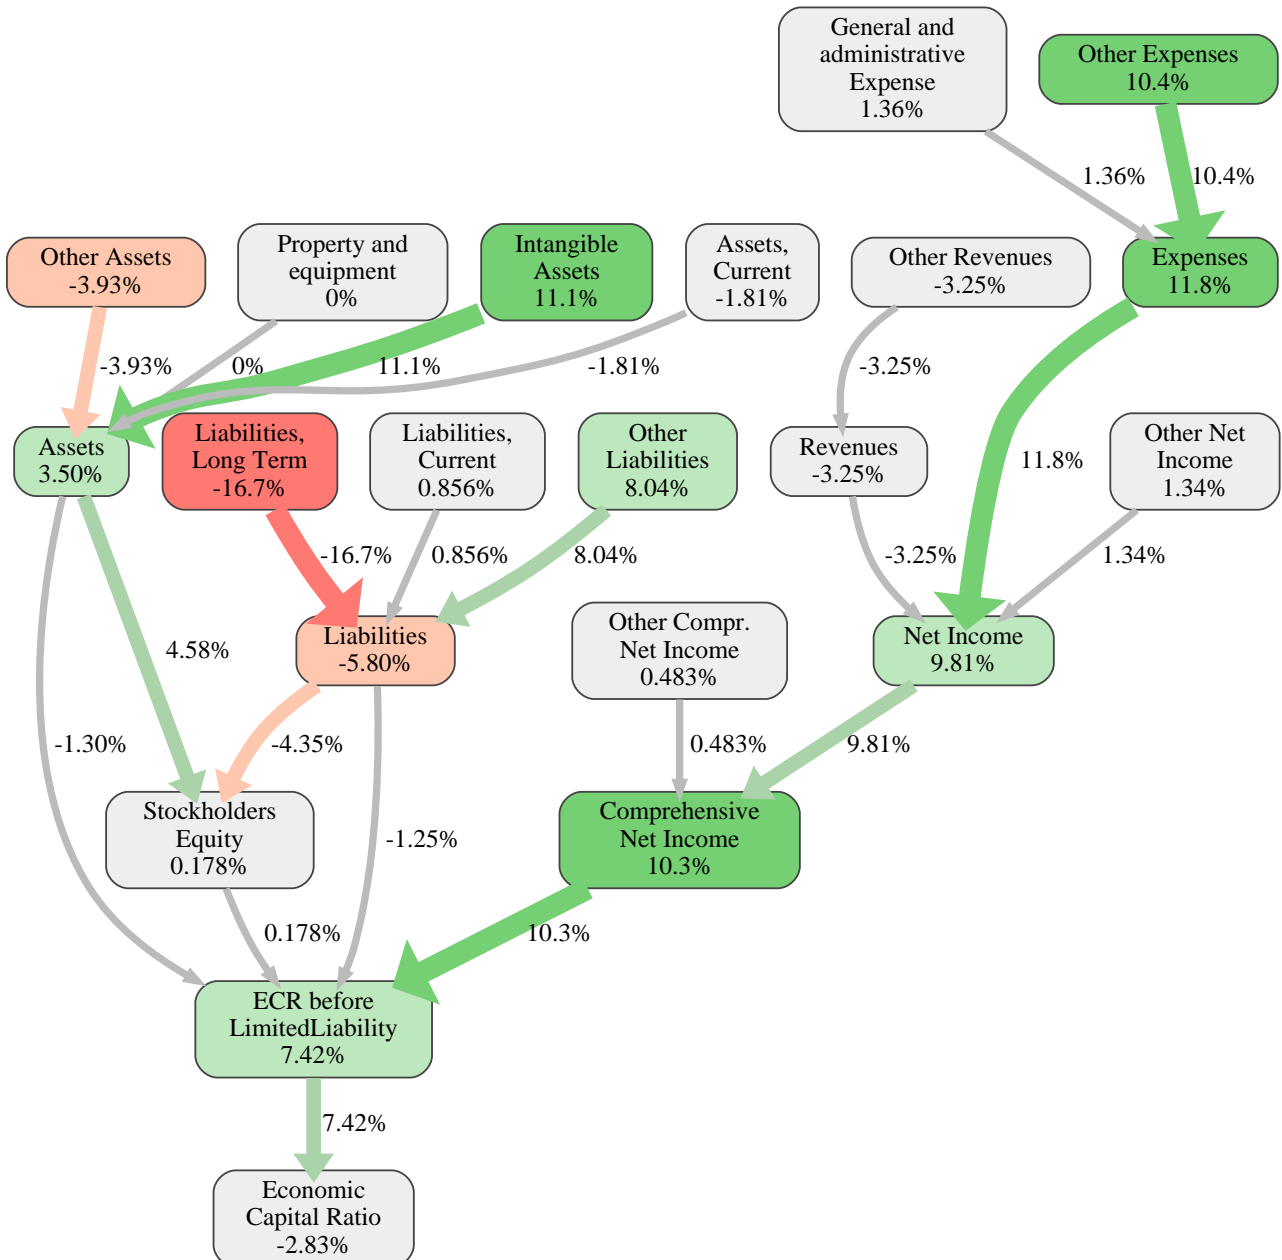 General and
administrative
Expense
1.36%
Other Expenses
10.4%
1.36%
10.4%
Other Assets
-3.93%
Property and
equipment
0%
Intangible
Assets
11.1%
Assets,
Current
-1.81%
Other Revenues
-3.25%
Expenses
11.8%
-3.93%
0%
11.1%
-1.81%
-3.25%
Assets
3.50%
Liabilities,
Long Term
-16.7%
Liabilities,
Current
0.856%
Other
Liabilities
8.04%
Revenues
-3.25%
11.8%
Other Net
Income
1.34%
-16.7%
0.856%
8.04%
-3.25%
1.34%
4.58%
Liabilities
-5.80%
Other Compr.
Net Income
0.483%
Net Income
9.81%
-1.30%
-4.35%
0.483%
9.81%
Stockholders
Equity
0.178%
-1.25%
Comprehensive
Net Income
10.3%
0.178%
10.3%
ECR before
LimitedLiability
7.42%
7.42%
Economic
Capital Ratio
-2.83%